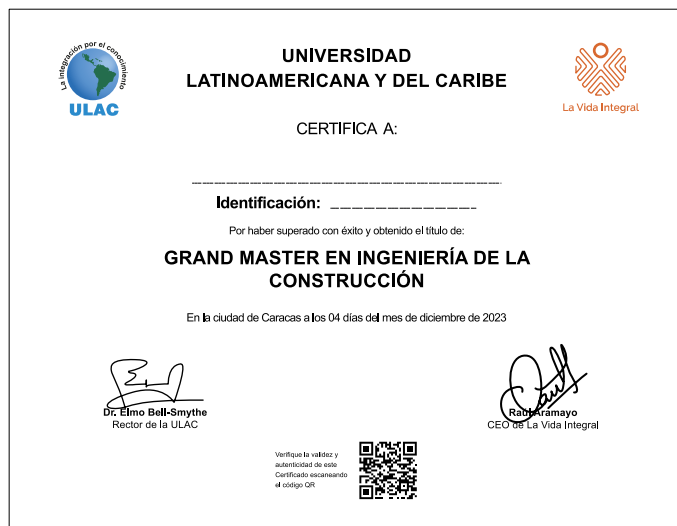 La integración por el conocimiento
ULAC
UNIVERSIDAD
LATINOAMERICANA Y DEL CARIBE
La Vida Integral
CERTIFICA A:
Identificación:
Por haber superado con éxito y obtenido el título de:
GRAND MASTER EN INGENIERÍA DE LA
CONSTRUCCIÓN
En la ciudad de Caracas a los 04 días del mes de diciembre de 2023
Dr. Elmo Bell-Smythe
Rector de la ULAC
Raúl Aramayo
CEO de La Vida Integral
Verifique la validez y
autenticidad de este
Certificado escaneando
el código QR